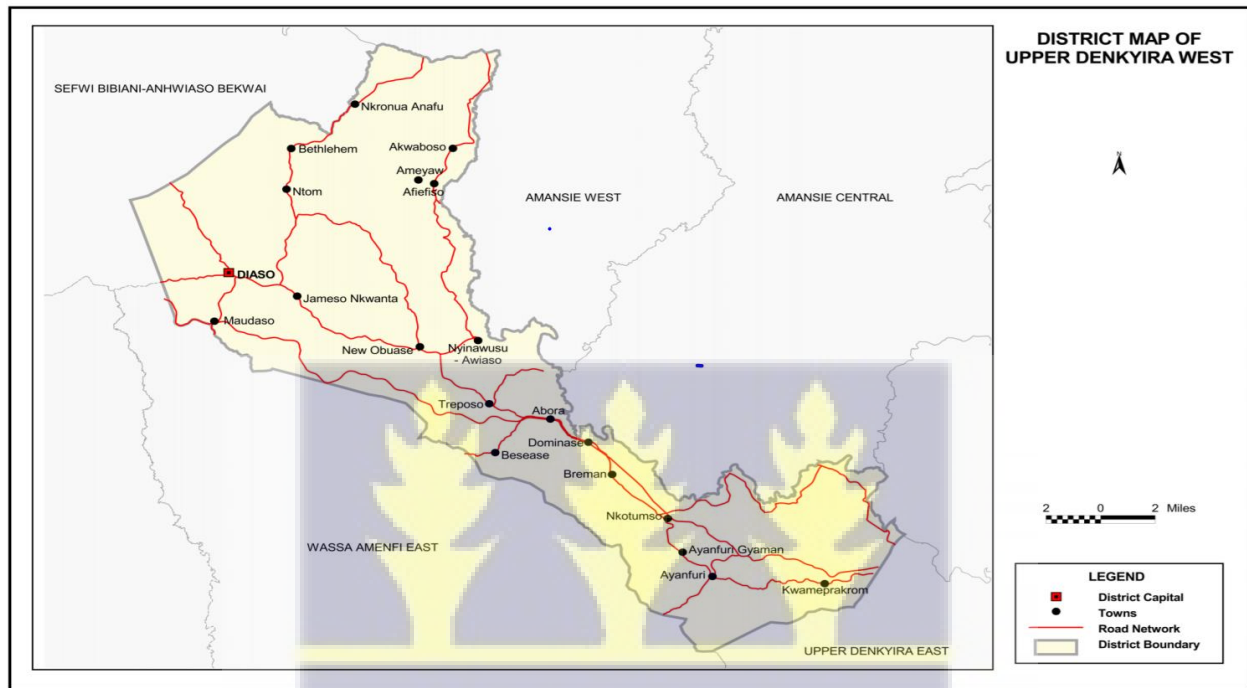 DISTRICT MAP OF
UPPER DENKYIRA WEST
N
SEFWI BIBIANI-ANHWIASO BEKWAI
Nkronua Anafu
Bethlehem
Akwaboso
Ameyaw
Ntom
Afiefiso
AMANSIE WEST
AMANSIE CENTRAL
DIASO
Jameso Nkwanta
Maudaso
New Obuase
Nyinawusu
- Awiaso
Treposo
Abora
Dominase
Besease
Breman
Nkotumso
WASSA AMENFI EAST
Ayanfuri Gyaman
Ayanfuri
Kwameprakrom
UPPER DENKYIRA EAST
2 0 2 Miles
LEGEND
District Capital
Towns
Road Network
District Boundary